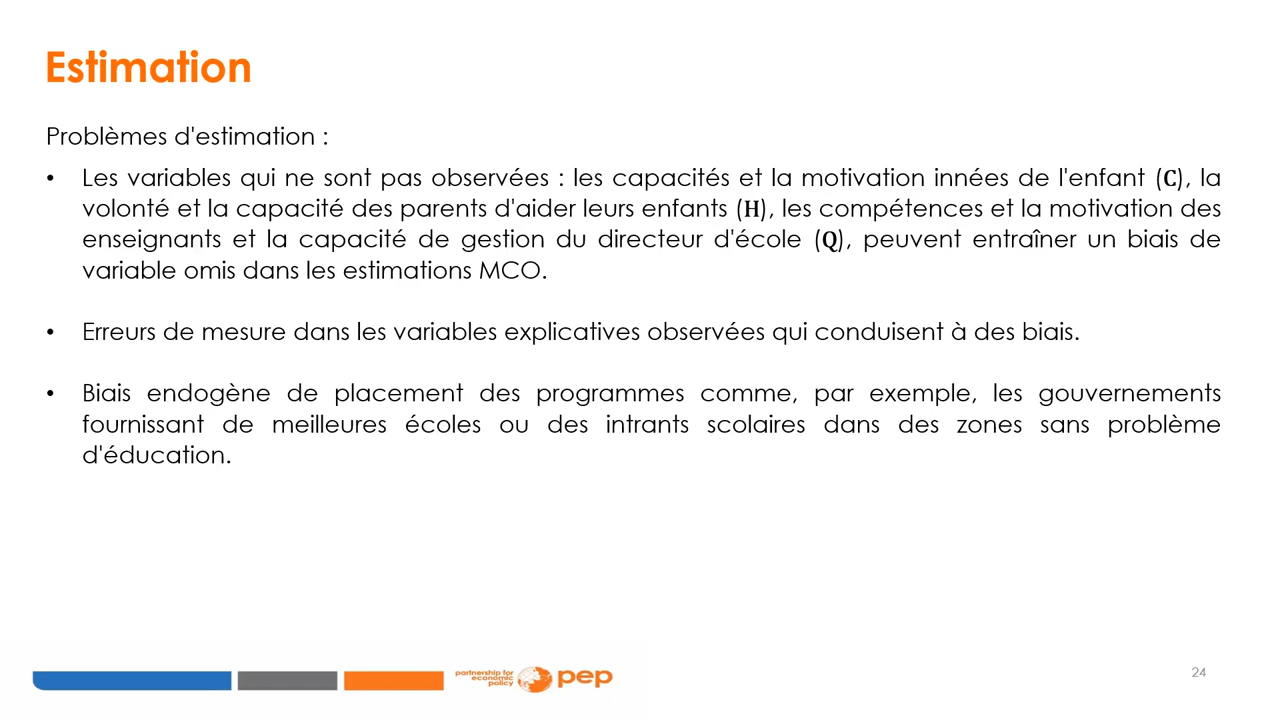 Estimation
Problèmes d'estimation :
• Les variables qui ne sont pas observées : les capacités et la motivation innées de l'enfant (C), la
volonté et la capacité des parents d'aider leurs enfants (H), les compétences et la motivation des
enseignants et la capacité de gestion du directeur d'école (Q), peuvent entraîner un biais de
variable omis dans les estimations MCO.
• Erreurs de mesure dans les variables explicatives observées qui conduisent à des biais.
• Biais endogène de placement des programmes comme, par exemple, les gouvernements
fournissant de meilleures écoles ou des intrants scolaires dans des zones sans problème
d'éducation.
partnership for
economic
policy
pep
24